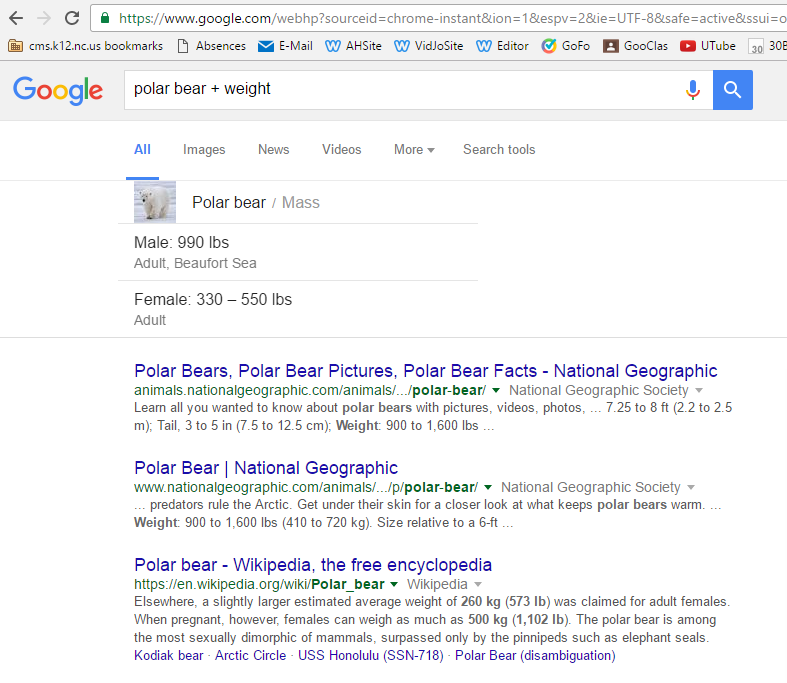 https://www.google.com/webhp?sourceid=chrome-instant&ion=1&espv=2&ie=UTF-8&safe=active&ssui=o
cms.k12.nc.us bookmarks Absences E-Mail AHSite VidJoSite Editor GoFo GooClas UTube 30 30B
Google polar bear + weight
All Images News Videos More Search tools
Polar bear / Mass
Male: 990 lbs
Adult, Beaufort Sea
Female: 330 – 550 lbs
Adult
Polar Bears, Polar Bear Pictures, Polar Bear Facts - National Geographic
animals.nationalgeographic.com/animals/.../polar-bear/ National Geographic Society
Learn all you wanted to know about polar bears with pictures, videos, photos, ... 7.25 to 8 ft (2.2 to 2.5
m); Tail, 3 to 5 in (7.5 to 12.5 cm); Weight: 900 to 1,600 lbs ...
Polar Bear | National Geographic
www.nationalgeographic.com/animals/.../p/polar-bear/ National Geographic Society
... predators rule the Arctic. Get under their skin for a closer look at what keeps polar bears warm. ...
Weight: 900 to 1,600 lbs (410 to 720 kg). Size relative to a 6-ft ...
Polar bear - Wikipedia, the free encyclopedia
https://en.wikipedia.org/wiki/Polar_bear Wikipedia
Elsewhere, a slightly larger estimated average weight of 260 kg (573 lb) was claimed for adult females.
When pregnant, however, females can weigh as much as 500 kg (1,102 lb). The polar bear is among
the most sexually dimorphic of mammals, surpassed only by the pinnipeds such as elephant seals.
Kodiak bear · Arctic Circle · USS Honolulu (SSN-718) · Polar Bear (disambiguation)